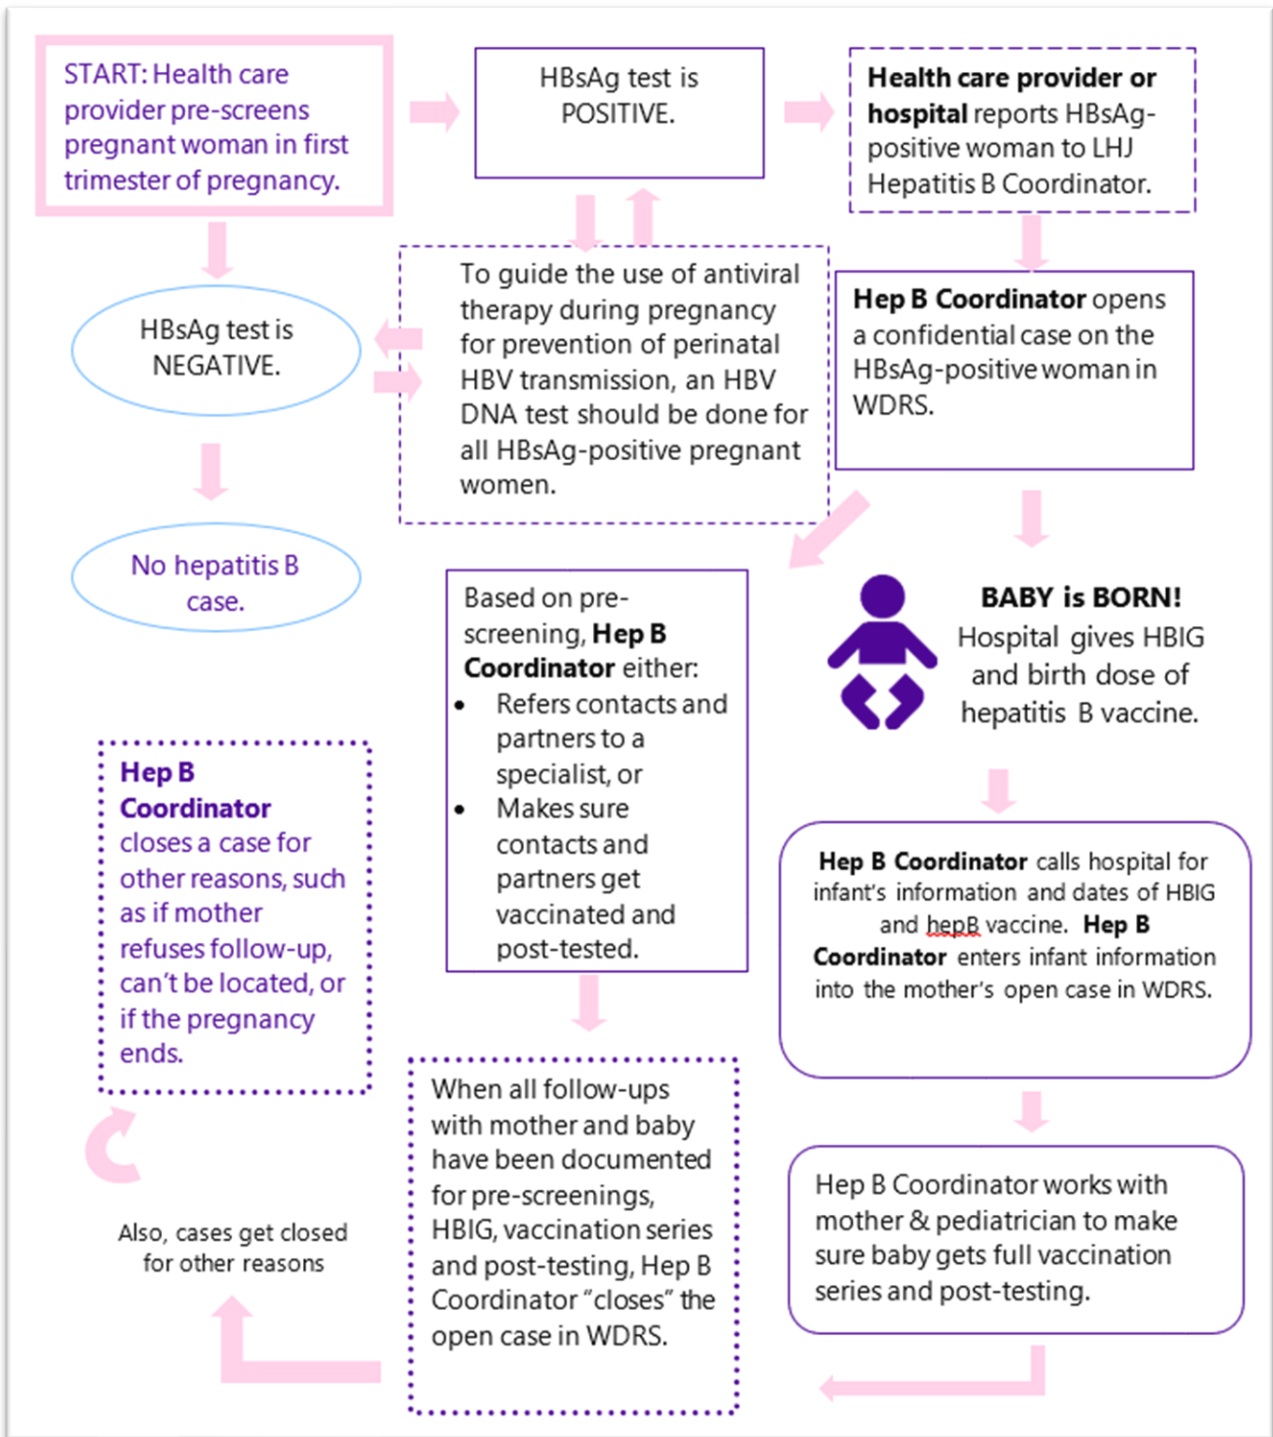 START: Health care
provider pre-screens
pregnant woman in first
trimester of pregnancy.
HBsAg test is
POSITIVE.
Health care provider or
hospital reports HBsAg-
positive woman to LHJ
Hepatitis B Coordinator.
HBsAg test is
NEGATIVE.
To guide the use of antiviral
therapy during pregnancy
for prevention of perinatal
HBV transmission, an HBV
DNA test should be done for
all HBsAg-positive pregnant
women.
Hep B Coordinator opens
a confidential case on the
HBsAg-positive woman in
WDRS.
No hepatitis B
case.
Based on pre-
screening, Hep B
Coordinator either:
• Refers contacts and
partners to a
specialist, or
• Makes sure
contacts and
partners get
vaccinated and
post-tested.
BABY is BORN!
Hospital gives HBIG
and birth dose of
hepatitis B vaccine.
Hep B
Coordinator
closes a case for
other reasons, such
as if mother
refuses follow-up,
can't be located, or
if the pregnancy
ends.
Hep B Coordinator calls hospital for
infant's information and dates of HBIG
and hepB vaccine. Hep B
Coordinator enters infant information
into the mother's open case in WDRS.
When all follow-ups
with mother and baby
have been documented
for pre-screenings,
HBIG, vaccination series
and post-testing, Hep B
Coordinator “closes” the
open case in WDRS.
Hep B Coordinator works with
mother & pediatrician to make
sure baby gets full vaccination
series and post-testing.
Also, cases get closed
for other reasons